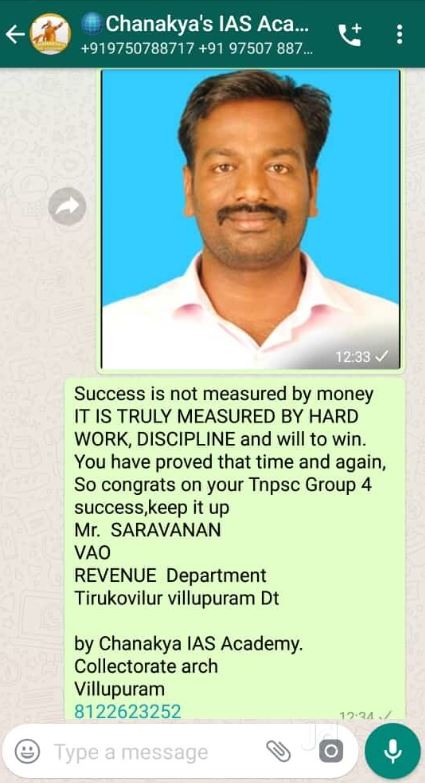 Chanakya's IAS Aca...
+919750788717 +91 97507 887...
12:33
Success is not measured by money
IT IS TRULY MEASURED BY HARD
WORK, DISCIPLINE and will to win.
You have proved that time and again,
So congrats on your Tnpsc Group 4
success,keep it up
Mr. SARAVANAN
VAO
REVENUE Department
Tirukovilur villupuram Dt
by Chanakya IAS Academy.
Collectorate arch
Villupuram
8122623252
12:34
Type a message